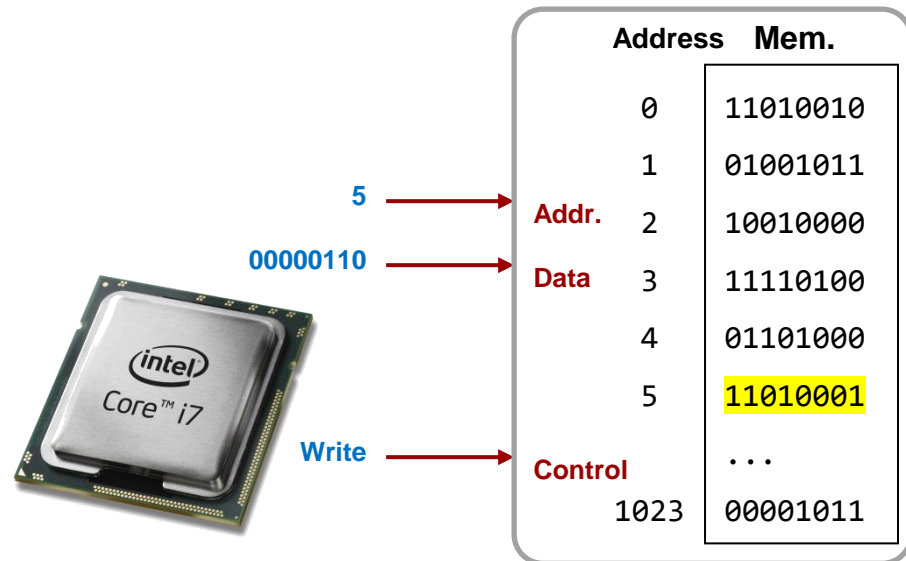 Address Mem.
0 11010010
1 01001011
5
Addr.
2 10010000
00000110
Data
3 11110100
4 01101000
intel
Core™ i7
5 11010001
Write
Control
...
1023 00001011